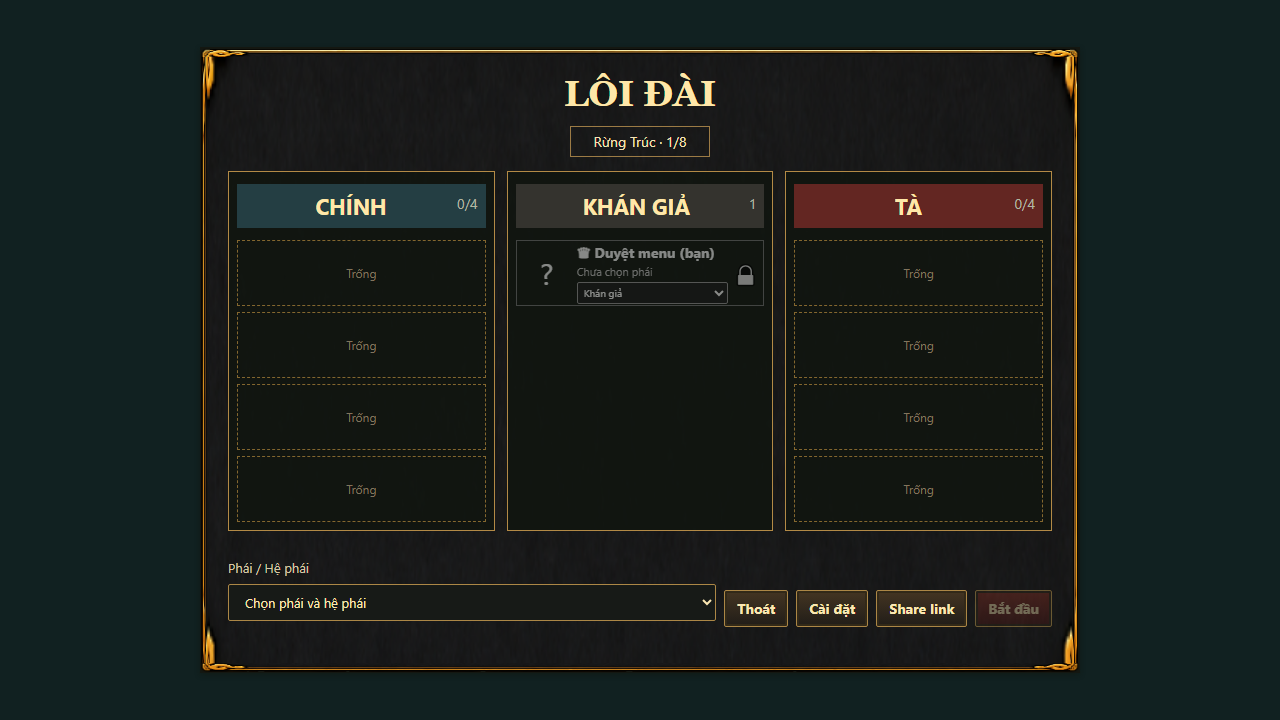 LÔI ĐÀI
Rừng Trúc · 1/8
CHÍNH 0/4
Trống
Trống
Trống
Trống
KHÁN GIẢ 1
?
Duyệt menu (bạn)
Chưa chọn phái
Khán giả
TÀ 0/4
Trống
Trống
Trống
Trống
Phái / Hệ phái
Chọn phái và hệ phái
Thoát
Cài đặt
Share link
Bắt đầu